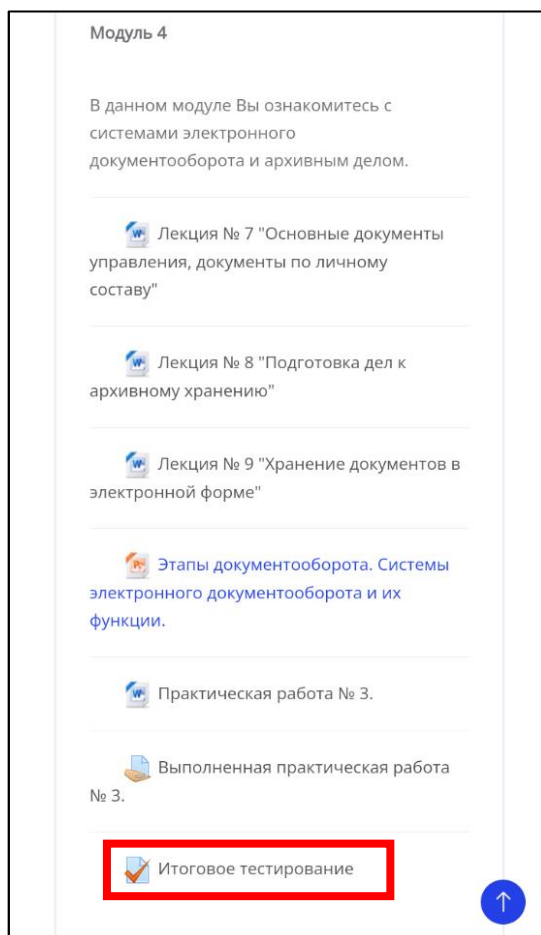 Модуль 4
В данном модуле Вы ознакомитесь с
системами электронного
документооборота и архивным делом.
Лекция № 7 "Основные документы
управления, документы по личному
составу"
Лекция № 8 "Подготовка дел к
архивному хранению"
Лекция № 9 "Хранение документов в
электронной форме"
Этапы документооборота. Системы
электронного документооборота и их
функции.
Практическая работа № 3.
Выполненная практическая работа
№ 3.
Итоговое тестирование